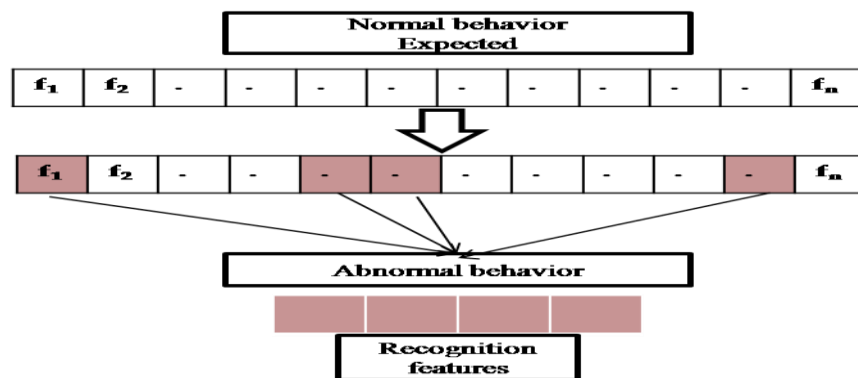 Normal behavior
Expected
f₁ f₂ - - - - - - - - - fₙ
f₁ f₂ - - - - - - - - - fₙ
Abnormal behavior
Recognition
features